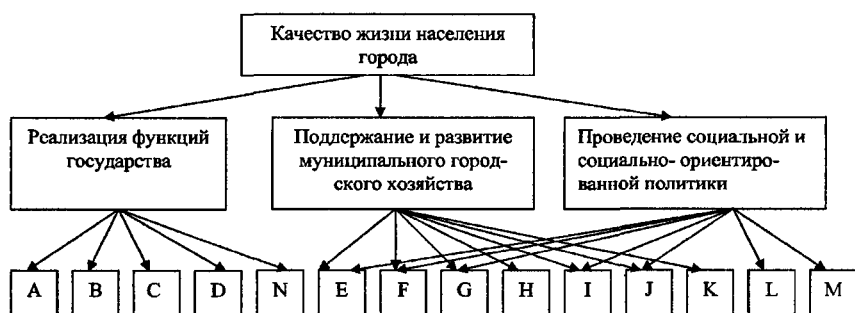 Качество жизни населения
города
Реализация функций
государства
Поддержание и развитие
муниципального город-
ского хозяйства
Проведение социальной и
социально- ориентиро-
ванной политики
A B C D N E F G H I J K L M